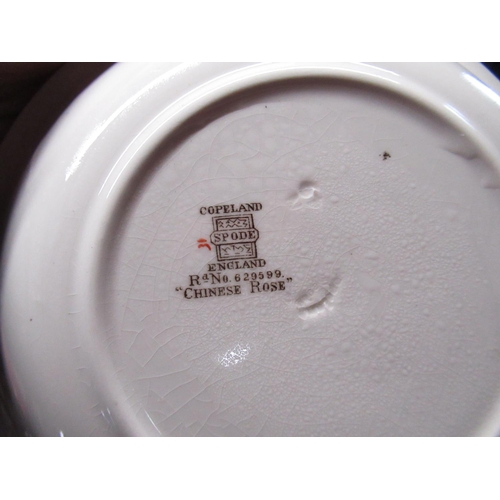 COPELAND
SPODE
ENGLAND
Rd No. 629599.
"CHINESE ROSE"